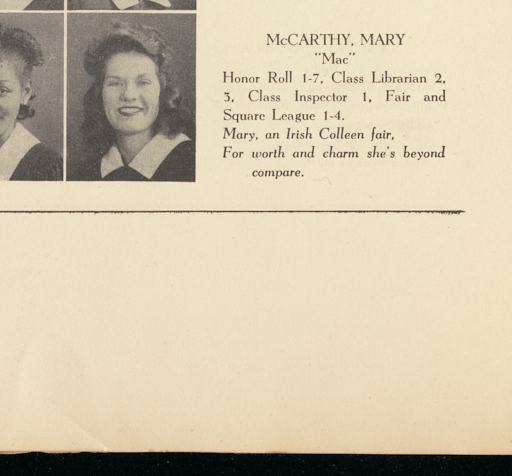 McCARTHY, MARY
"Mac"
Honor Roll 1-7, Class Librarian 2,
3, Class Inspector 1, Fair and
Square League 1-4.
Mary, an Irish Colleen fair,
For worth and charm she's beyond
compare.